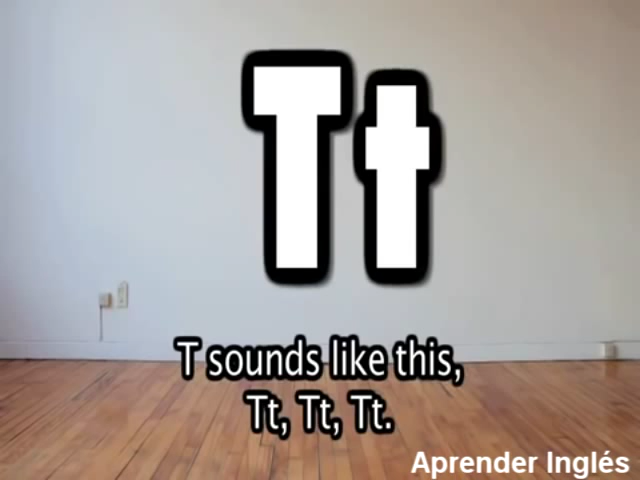 Tt
T sounds like this,
Tt, Tt, Tt.
Aprender Inglés